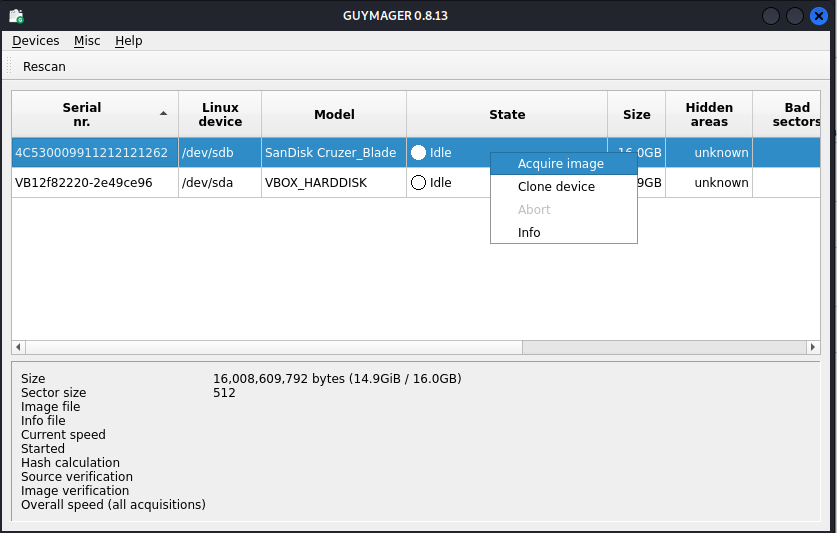 GUYMAGER 0.8.13
Devices Misc Help
Rescan
Serial nr. Linux device Model State Size Hidden areas Bad sectors
4C530009911212121262 /dev/sdb SanDisk Cruzer_Blade Idle 16.0GB unknown
VB12f82220-2e49ce96 /dev/sda VBOX_HARDDISK Idle 9GB unknown
Acquire image
Clone device
Abort
Info
Size 16,008,609,792 bytes (14.9GiB / 16.0GB)
Sector size 512
Image file
Info file
Current speed
Started
Hash calculation
Source verification
Image verification
Overall speed (all acquisitions)